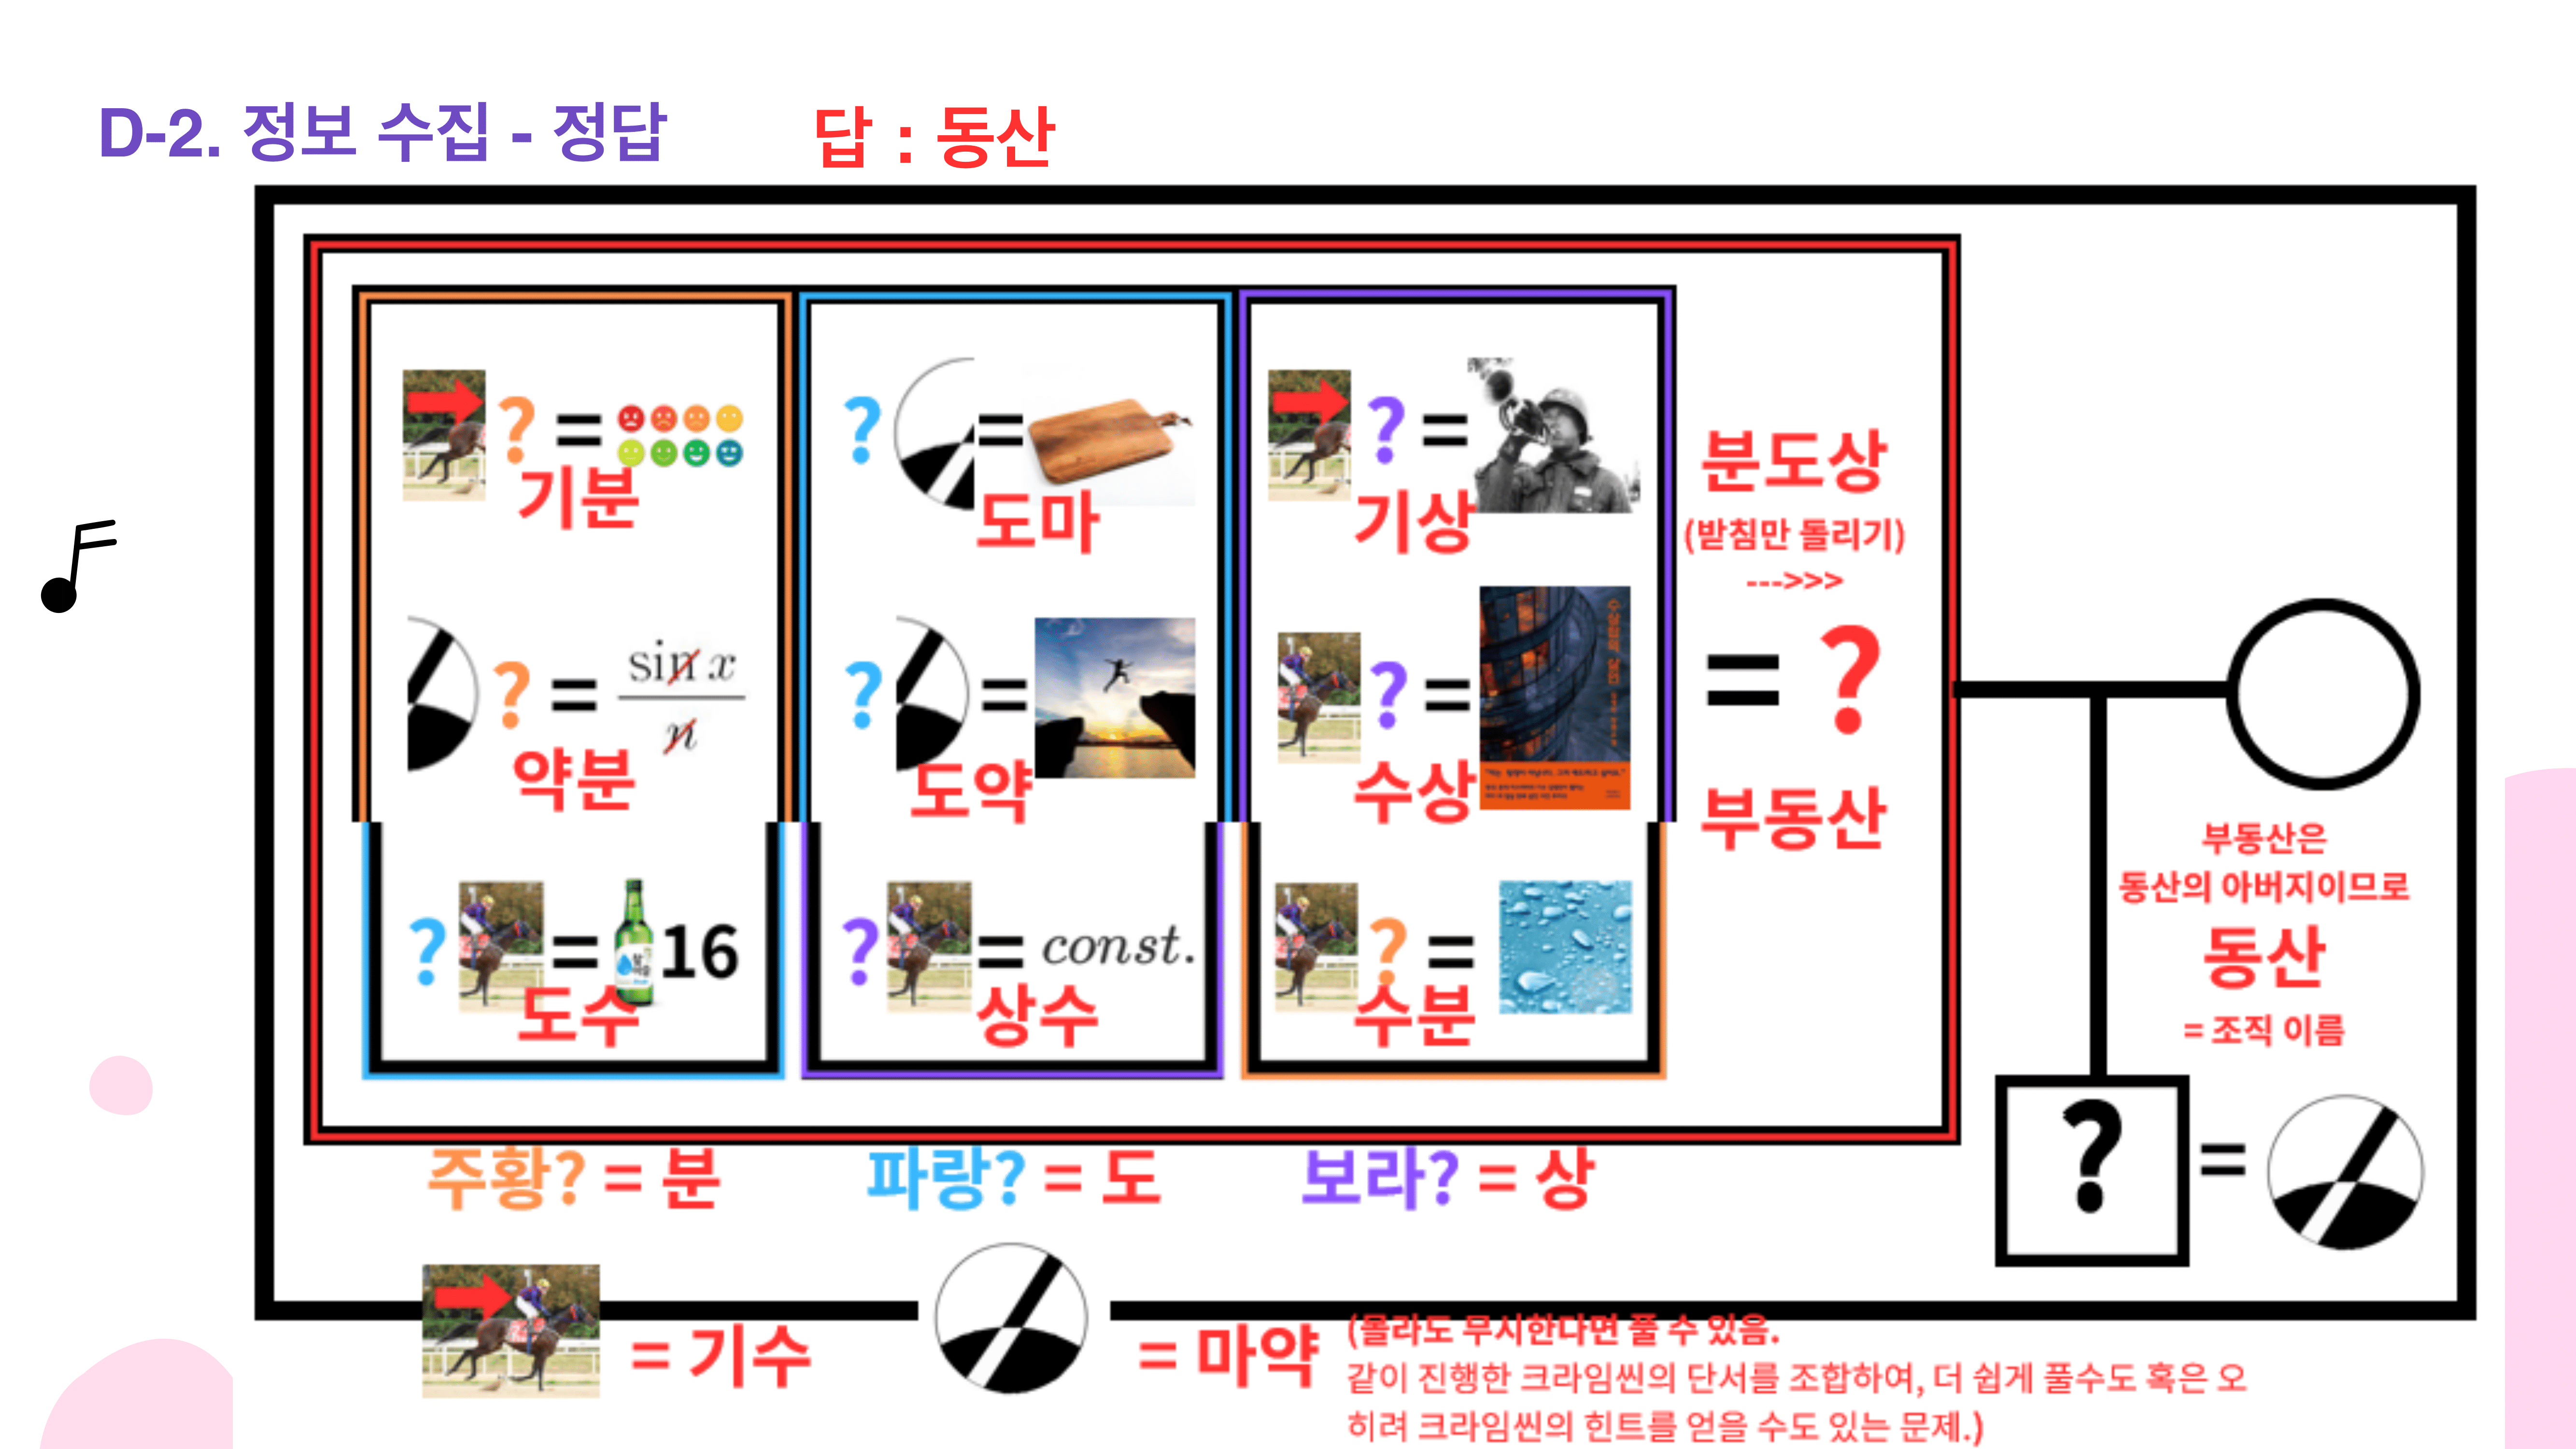 D-2. 정보 수집 - 정답
답 : 동산
? =
기분
? =
도마
? =
기상
분도상
(받침만 돌리기)
--->>>
? = sin x
n
약분
? =
도약
? =
수상
= ?
부동산
? = 16
도수
? = const.
상수
? =
수분
부동산은
동산의 아버지이므로
동산
= 조직 이름
? =
주황? = 분
파랑? = 도
보라? = 상
= 기수
= 마약
(몰라도 무시한다면 풀 수 있음.
같이 진행한 크라임씬의 단서를 조합하여, 더 쉽게 풀수도 혹은 오
히려 크라임씬의 힌트를 얻을 수도 있는 문제.)